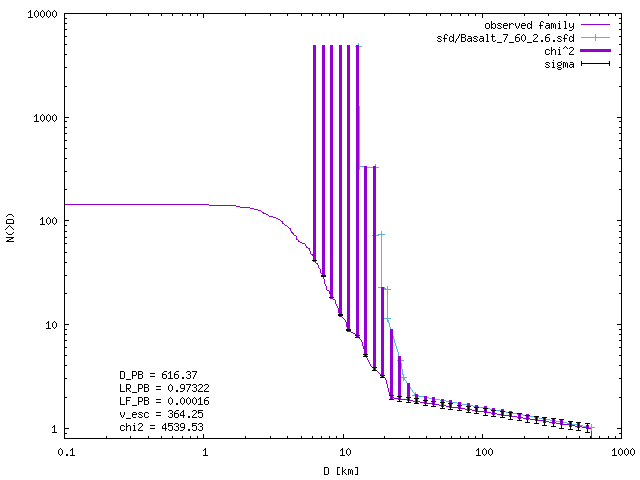 10000
1000
100
10
1
N(>D)
observed family
sfd/Basalt_7_60_2.6.sfd
chi^2
sigma
D_PB = 616.37
LR_PB = 0.97322
LF_PB = 0.00016
v_esc = 364.25
chi2 = 4539.53
0.1 1 10 100 1000
D [km]